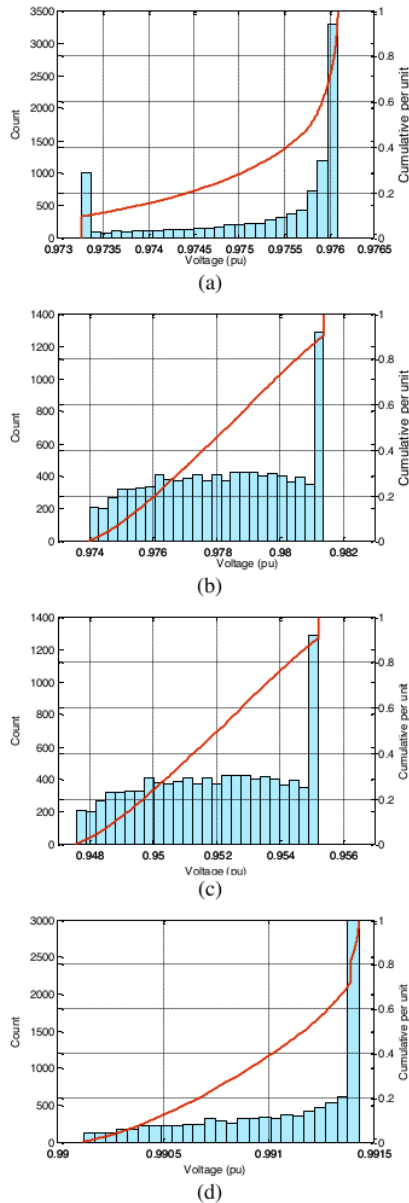 3500
3000
2500
2000
1500
1000
500
0
Count
1
0.8
0.6
0.4
0.2
0
Cumulative per unit
0.973 0.9735 0.974 0.9745 0.975 0.9755 0.976 0.9765
Voltage (pu)
(a)
1400
1200
1000
800
600
400
200
0
Count
1
0.8
0.6
0.4
0.2
0
Cumulative per unit
0.974 0.976 0.978 0.98 0.982
Voltage (pu)
(b)
1400
1200
1000
800
600
400
200
0
Count
1
0.8
0.6
0.4
0.2
0
Cumulative per unit
0.948 0.95 0.952 0.954 0.956
Voltage (pu)
(c)
3000
2500
2000
1500
1000
500
0
Count
1
0.8
0.6
0.4
0.2
0
Cumulative per unit
0.99 0.9905 0.991 0.9915
Voltage (pu)
(d)